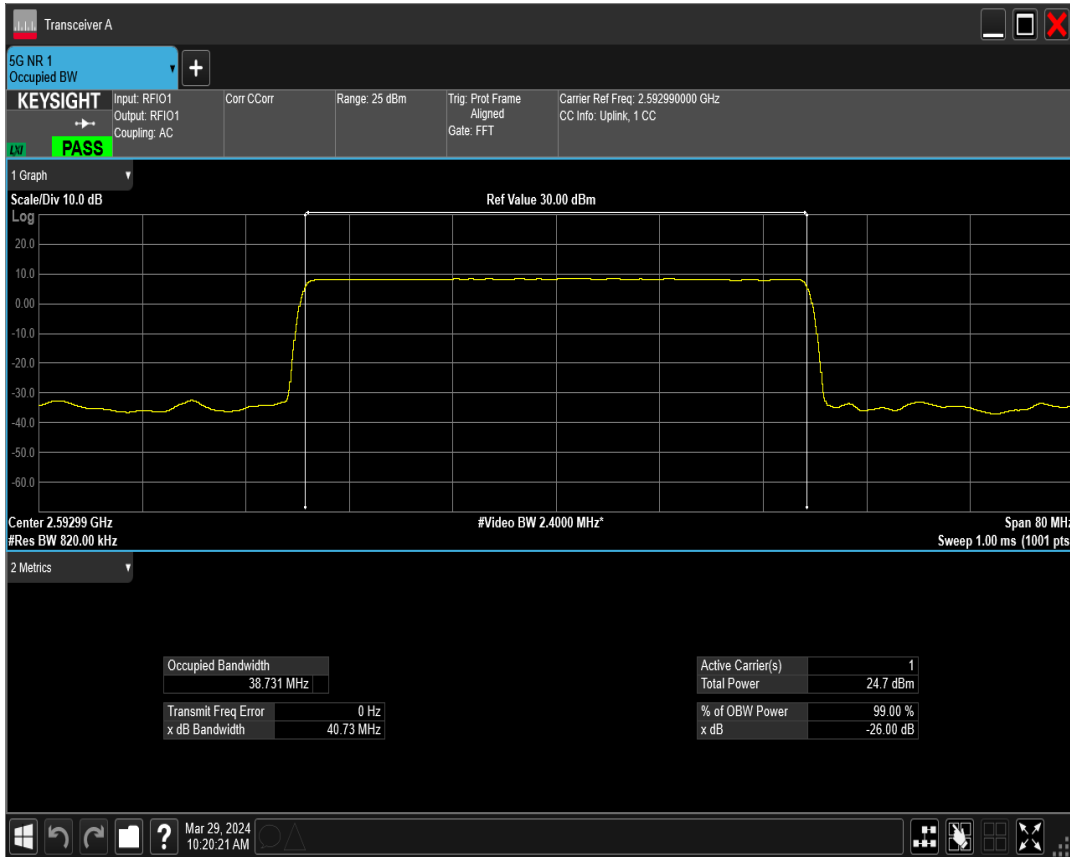 Transceiver A
5G NR 1
Occupied BW
KEYSIGHT
LXI
PASS
Input: RFIO1
Output: RFIO1
Coupling: AC
Corr CCorr
Range: 25 dBm
Trig: Prot Frame
Aligned
Gate: FFT
Carrier Ref Freq: 2.592990000 GHz
CC Info: Uplink, 1 CC
1 Graph
Scale/Div 10.0 dB
Ref Value 30.00 dBm
Log
20.0
10.0
0.00
-10.0
-20.0
-30.0
-40.0
-50.0
-60.0
Center 2.59299 GHz
#Video BW 2.4000 MHz*
Span 80 MHz
#Res BW 820.00 kHz
Sweep 1.00 ms (1001 pts
2 Metrics
Occupied Bandwidth
38.731 MHz
Transmit Freq Error 0 Hz
x dB Bandwidth 40.73 MHz
Active Carrier(s) 1
Total Power 24.7 dBm
% of OBW Power 99.00 %
x dB -26.00 dB
Mar 29, 2024
10:20:21 AM